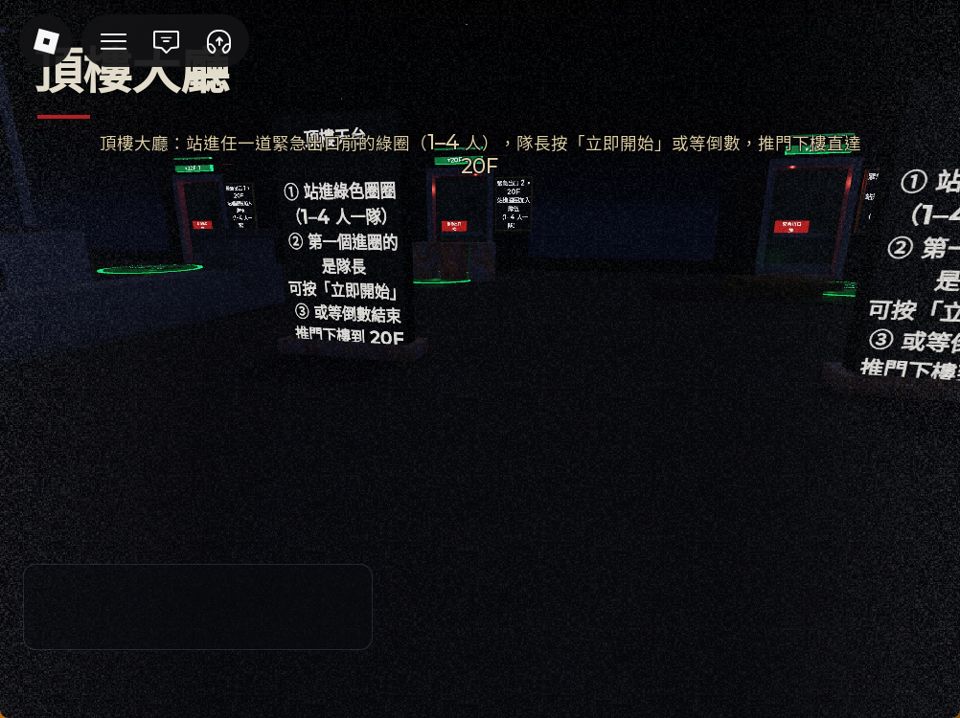 頂樓大廳
頂樓大廳：站進任一道緊急出口前的綠圈（1–4 人），隊長按「立即開始」或等倒數，推門下樓直達
20F
頂樓天台
① 站進綠色圈圈
（1–4 人一隊）
② 第一個進圈的
是隊長
可按「立即開始」
③ 或等倒數結束
推門下樓到 20F
① 站
（1–4
② 第一
是
可按「立
③ 或等倒
推門下樓